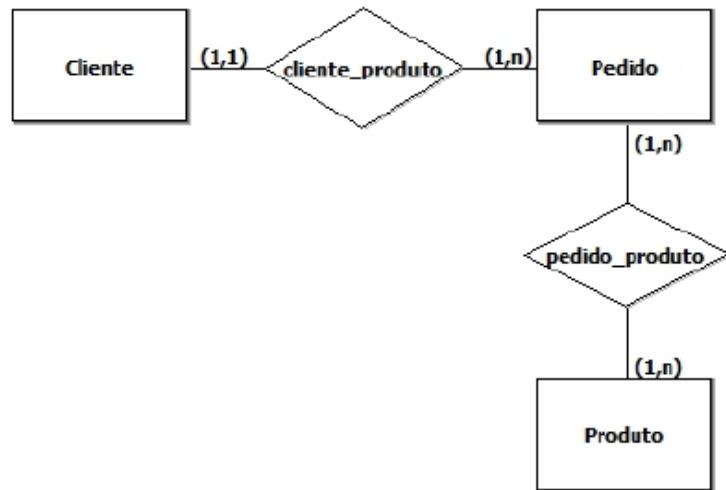 Cliente
(1,1)
cliente_produto
(1,n)
Pedido
(1,n)
pedido_produto
(1,n)
Produto